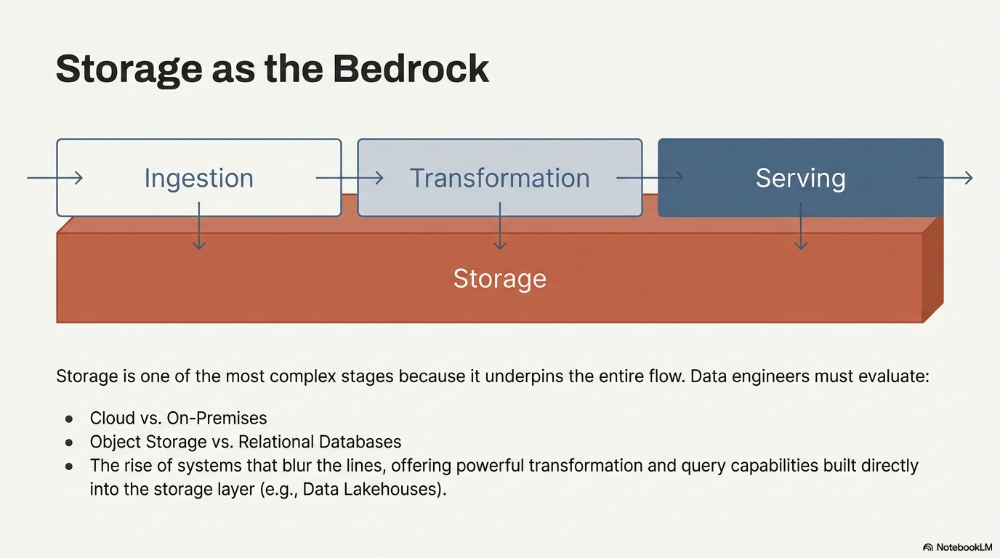 Storage as the Bedrock
Ingestion
Transformation
Serving
Storage
Storage is one of the most complex stages because it underpins the entire flow. Data engineers must evaluate:
● Cloud vs. On-Premises
● Object Storage vs. Relational Databases
● The rise of systems that blur the lines, offering powerful transformation and query capabilities built directly
into the storage layer (e.g., Data Lakehouses).
NotebookLM